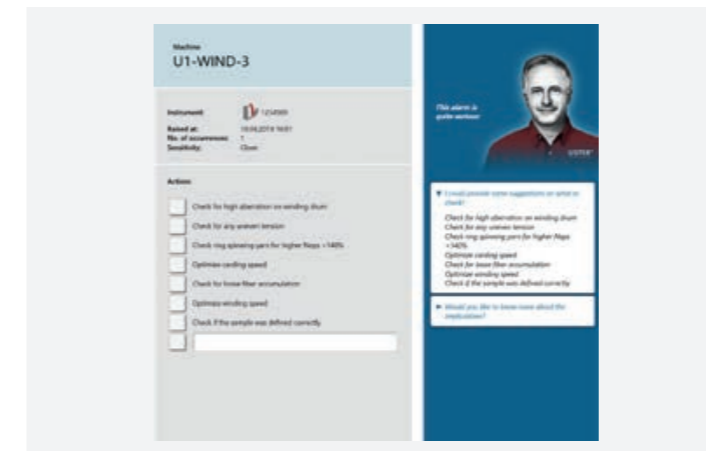 Machine
U1-WIND-3
Instrument:
Raised at:
No. of occurrences: 1
Sensitivity: Close
Actions
Check for high aberration on winding drum
Check for any uneven tension
Check ring spinning yarn for higher Neps +140%
Optimize carding speed
Check for loose fiber accumulation
Optimize winding speed
Check if the sample was defined correctly
This alarm is
quite serious!
USTER
I could provide some suggestions on what to
check!
Check for high aberration on winding drum
Check for any uneven tension
Check ring spinning yarn for higher Neps
+140%
Optimize carding speed
Check for loose fiber accumulation
Optimize winding speed
Check if the sample was defined correctly
Would you like to know more about the
implications?